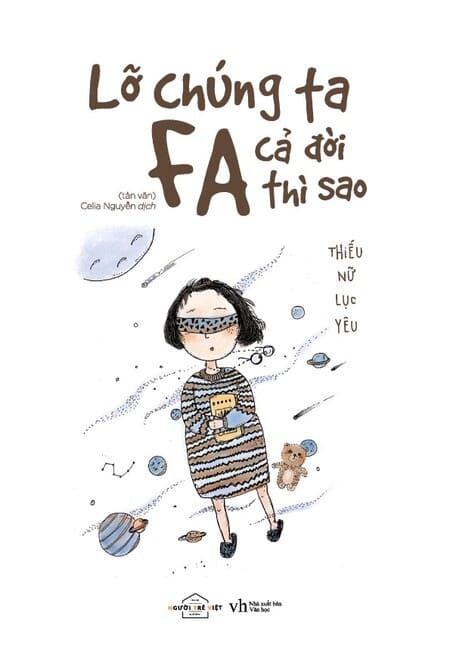 Lỡ chúng ta
FA cả đời
thì sao
(tản văn)
Celia Nguyễn dịch
THIẾU
NỮ
LỤC
YÊU
NGƯỜI TRẺ VIỆT
vh Nhà xuất bản
Văn học